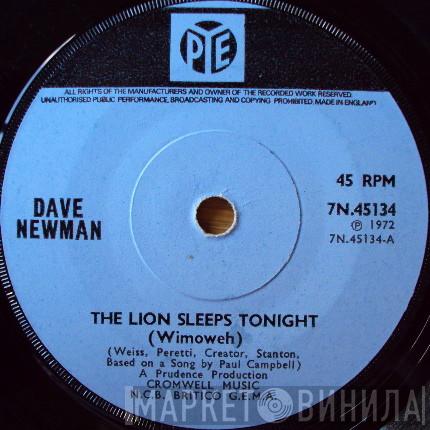 PYE
ALL RIGHTS OF THE MANUFACTURERS AND OWNER OF THE RECORDED WORK RESERVED.
UNAUTHORISED PUBLIC PERFORMANCE, BROADCASTING AND COPYING PROHIBITED. MADE IN ENGLAND
DAVE
NEWMAN
45 RPM
7N.45134
Ⓟ 1972
7N.45134-A
THE LION SLEEPS TONIGHT
(Wimoweh)
(Weiss, Peretti, Creator, Stanton,
Based on a Song by Paul Campbell)
A Prudence Production
CROMWELL MUSIC
N.C.B. BRITICO G.E.M.A.
МАРКЕТ ВИНИЛА